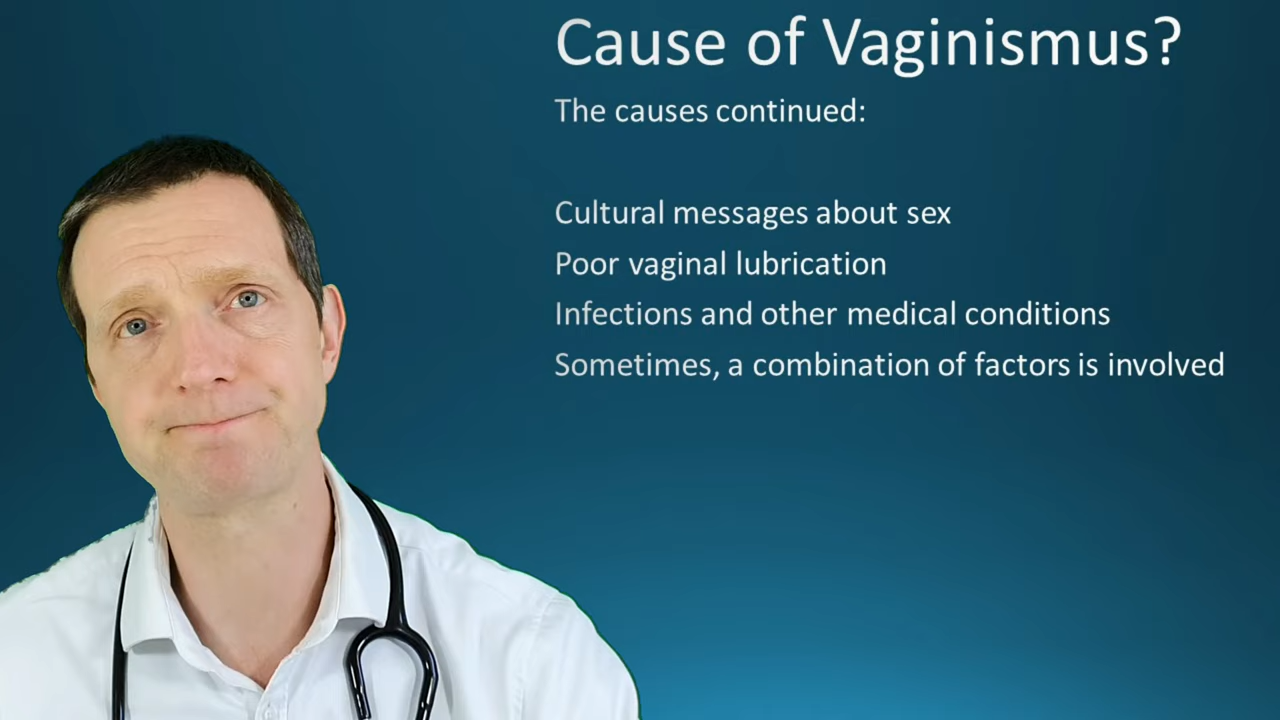 Cause of Vaginismus?
The causes continued:
Cultural messages about sex
Poor vaginal lubrication
Infections and other medical conditions
Sometimes, a combination of factors is involved